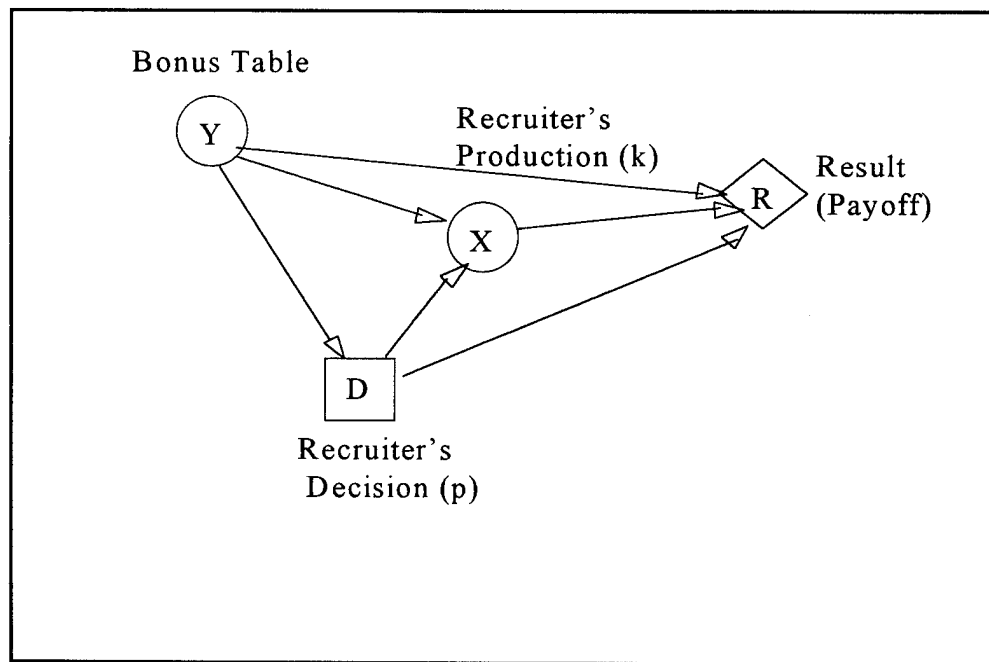 Bonus Table
Y
Recruiter's
Production (k)
X
R
Result
(Payoff)
D
Recruiter's
Decision (p)